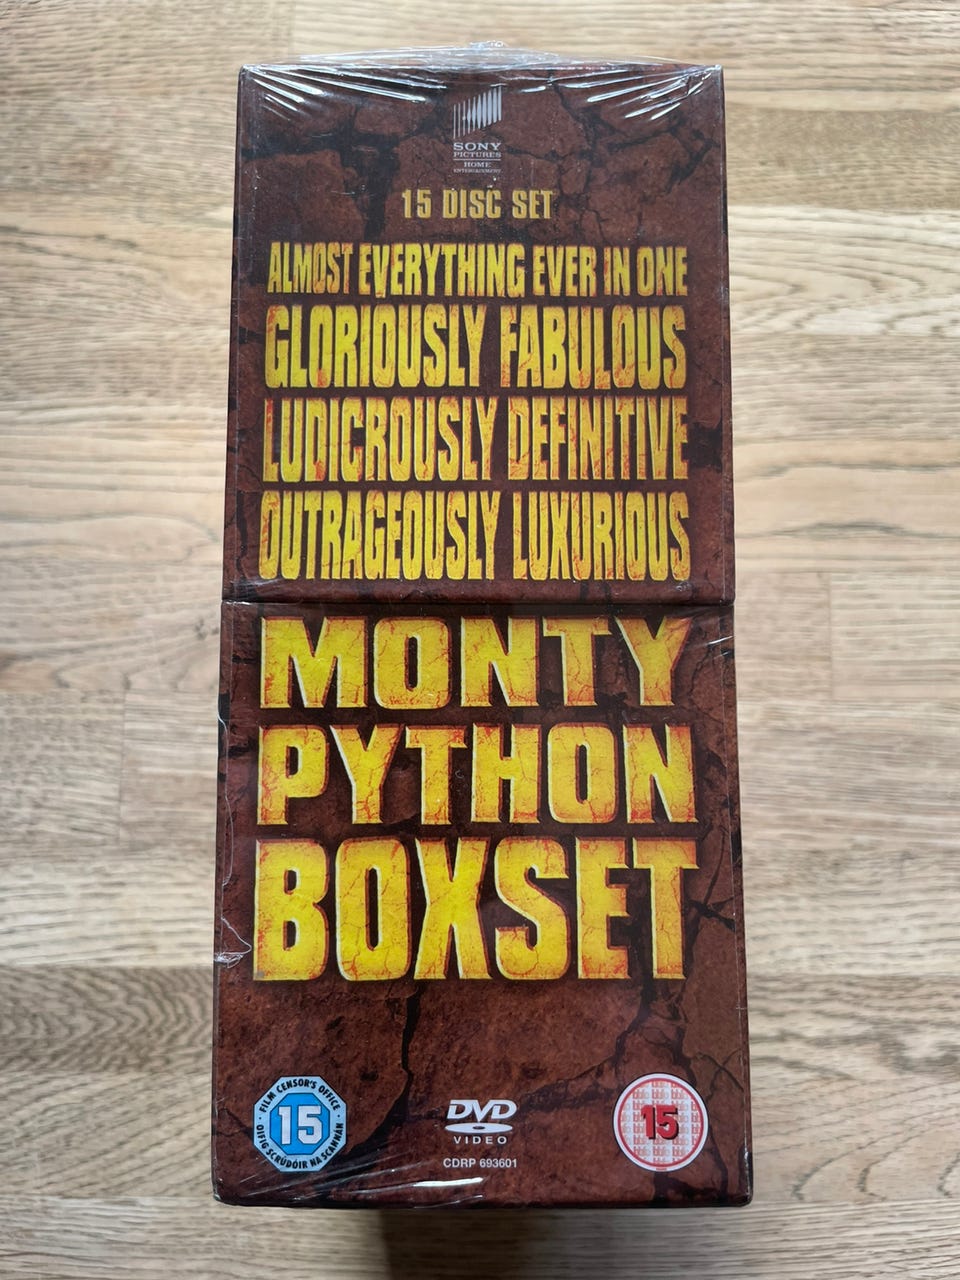 SONY
PICTURES
HOME
ENTERTAINMENT
15 DISC SET
ALMOST EVERYTHING EVER IN ONE
GLORIOUSLY FABULOUS
LUDICROUSLY DEFINITIVE
OUTRAGEOUSLY LUXURIOUS
MONTY
PYTHON
BOXSET
FILM CENSOR'S OFFICE
15
OIFIG SCRÚDÓIR NA SCANNÁN
DVD
VIDEO
CDRP 693601
15